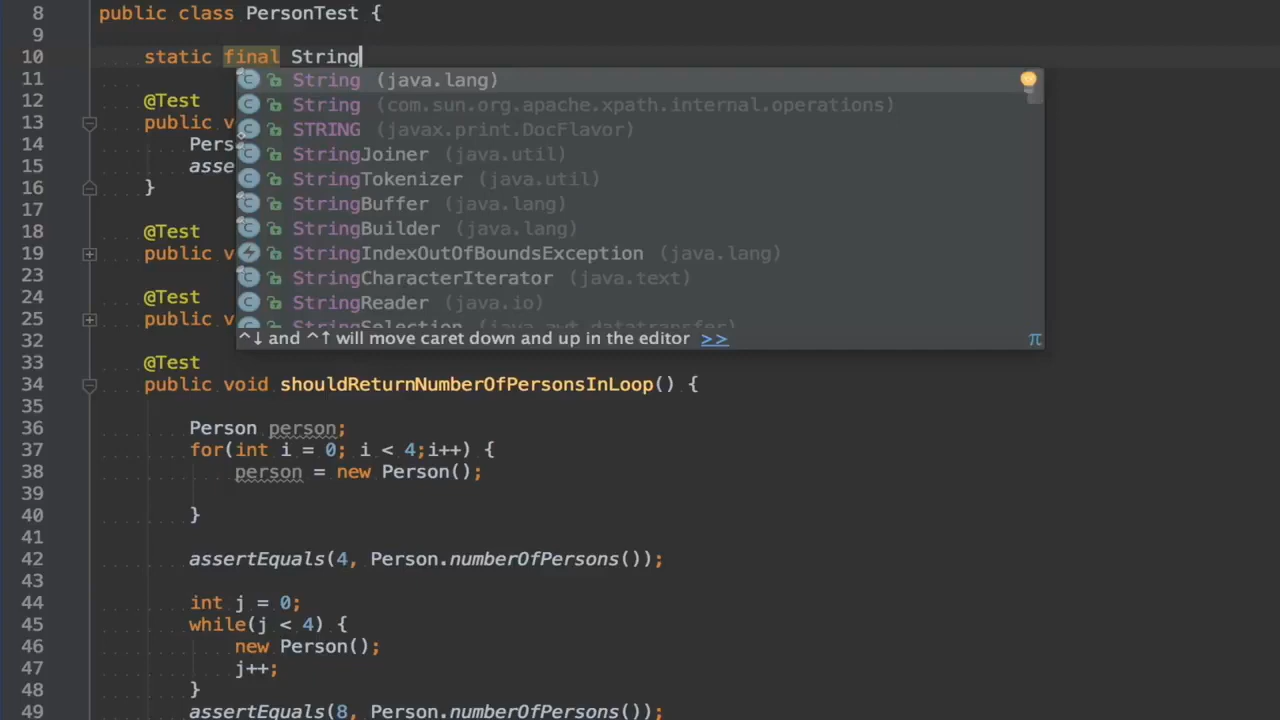 8 public class PersonTest {
9
10 static final String
11 String (java.lang)
String (com.sun.org.apache.xpath.internal.operations)
12 @Test
13 public v STRING (javax.print.DocFlavor)
14 Pers StringJoiner (java.util)
15 asse StringTokenizer (java.util)
16 } StringBuffer (java.lang)
17
18 @Test StringBuilder (java.lang)
19 public v StringIndexOutOfBoundsException (java.lang)
23 StringCharacterIterator (java.text)
24 @Test StringReader (java.io)
25 public v StringSelection (java.awt.datatransfer)
32 ^↓ and ^↑ will move caret down and up in the editor >> π
33 @Test
34 public void shouldReturnNumberOfPersonsInLoop() {
35
36 Person person;
37 for(int i = 0; i < 4;i++) {
38 person = new Person();
39
40 }
41
42 assertEquals(4, Person.numberOfPersons());
43
44 int j = 0;
45 while(j < 4) {
46 new Person();
47 j++;
48 }
49 assertEquals(8, Person.numberOfPersons());